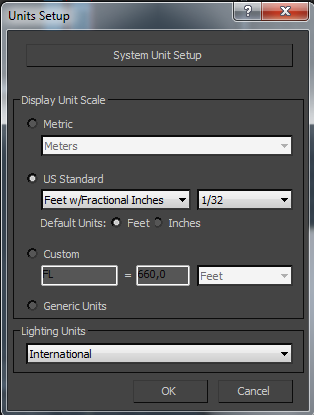 Units Setup
System Unit Setup
Display Unit Scale
Metric
Meters
US Standard
Feet w/Fractional Inches 1/32
Default Units: Feet Inches
Custom
FL = 660,0 Feet
Generic Units
Lighting Units
International
OK Cancel